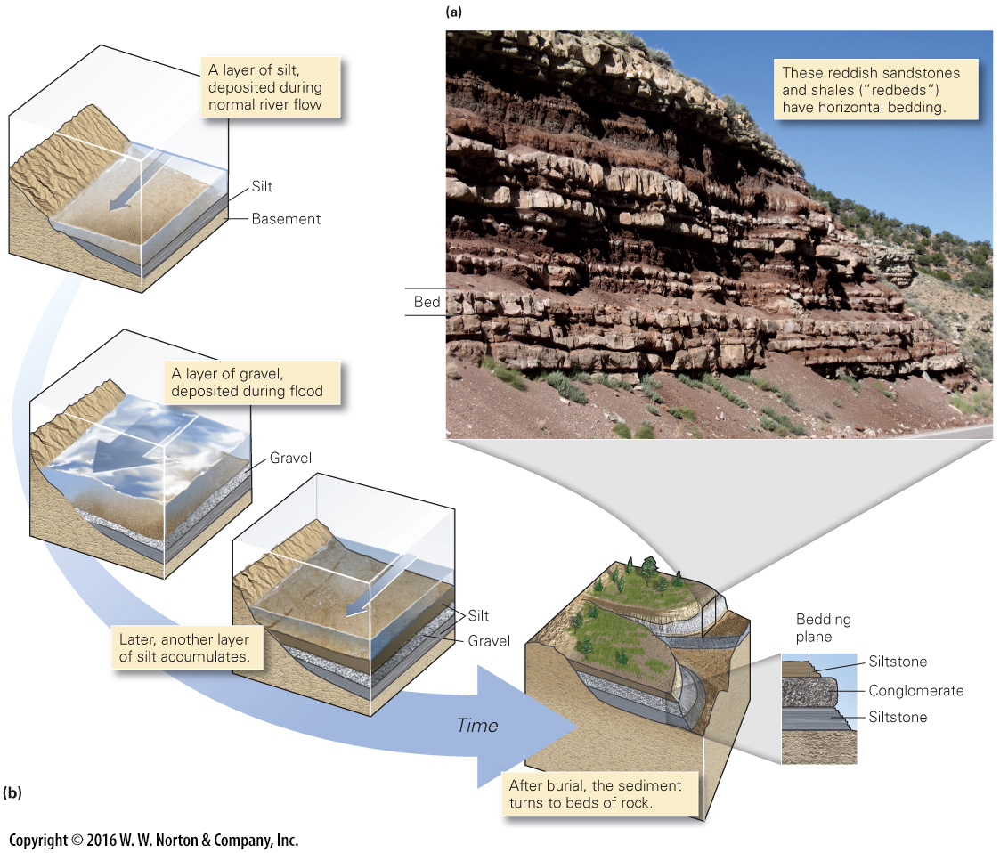 (a)
These reddish sandstones
and shales (“redbeds”)
have horizontal bedding.
Bed
A layer of silt,
deposited during
normal river flow
Silt
Basement
A layer of gravel,
deposited during flood
Gravel
Later, another layer
of silt accumulates.
Silt
Gravel
Time
After burial, the sediment
turns to beds of rock.
Bedding
plane
Siltstone
Conglomerate
Siltstone
(b)
Copyright © 2016 W. W. Norton & Company, Inc.